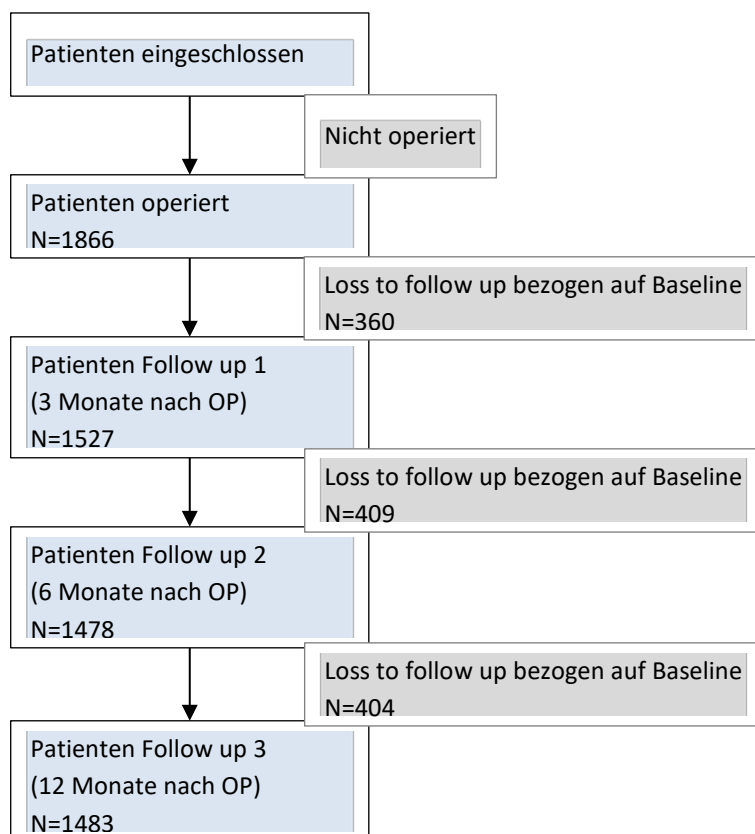 Patienten eingeschlossen
Nicht operiert
Patienten operiert
N=1866
Loss to follow up bezogen auf Baseline
N=360
Patienten Follow up 1
(3 Monate nach OP)
N=1527
Loss to follow up bezogen auf Baseline
N=409
Patienten Follow up 2
(6 Monate nach OP)
N=1478
Loss to follow up bezogen auf Baseline
N=404
Patienten Follow up 3
(12 Monate nach OP)
N=1483